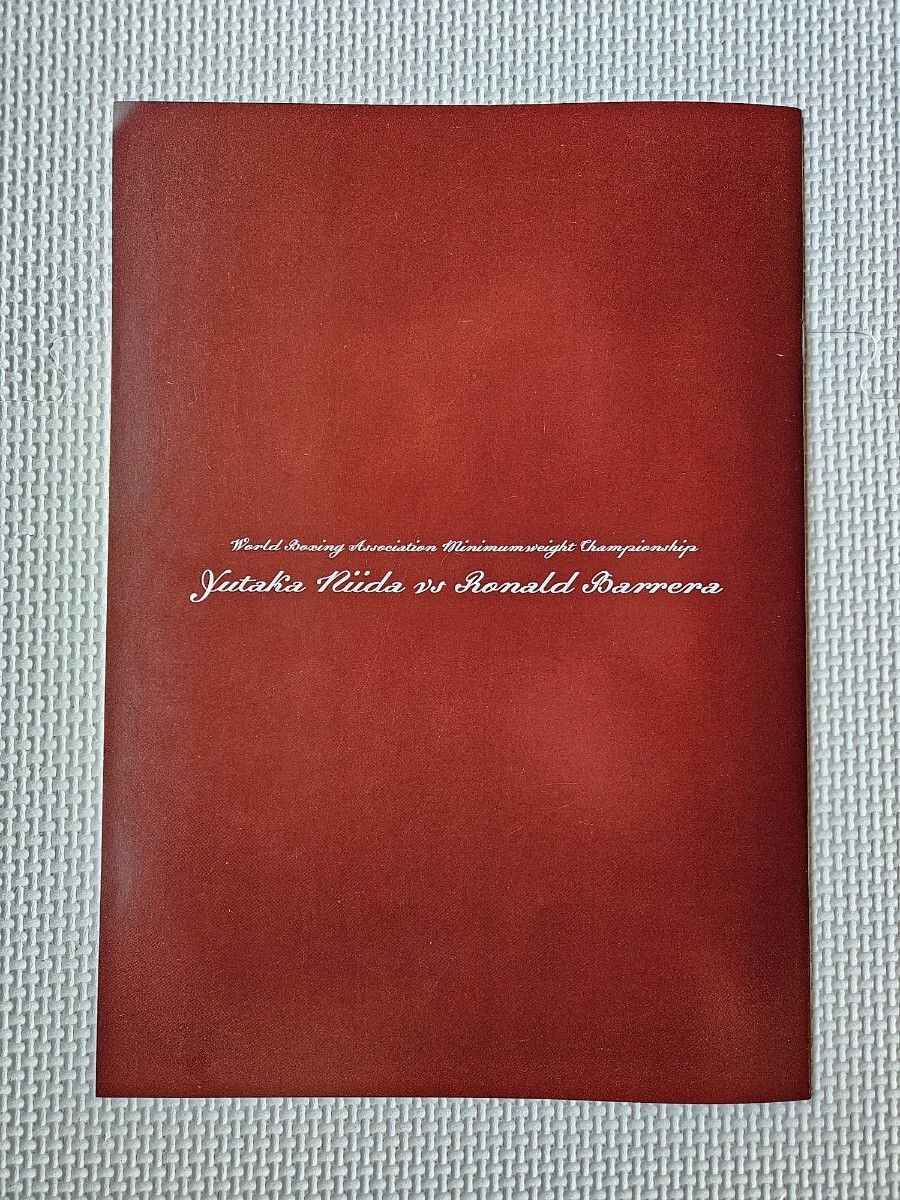 World Boxing Association Minimumweight Championship
Yutaka Niida vs Ronald Barrera